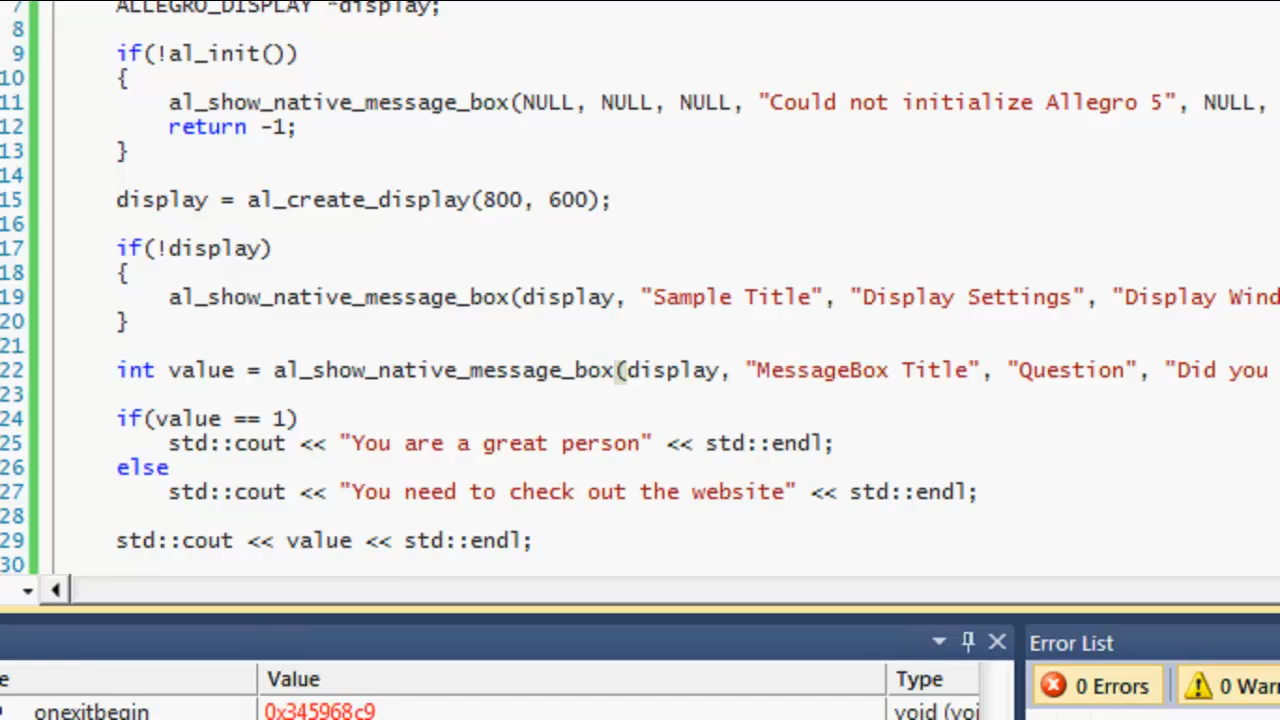 7 ALLEGRO_DISPLAY *display;
8
9 if(!al_init())
10 {
11 al_show_native_message_box(NULL, NULL, NULL, "Could not initialize Allegro 5", NULL,
12 return -1;
13 }
14
15 display = al_create_display(800, 600);
16
17 if(!display)
18 {
19 al_show_native_message_box(display, "Sample Title", "Display Settings", "Display Wind
20 }
21
22 int value = al_show_native_message_box(display, "MessageBox Title", "Question", "Did you
23
24 if(value == 1)
25 std::cout << "You are a great person" << std::endl;
26 else
27 std::cout << "You need to check out the website" << std::endl;
28
29 std::cout << value << std::endl;
30
Error List
e Value Type
0 Errors 0 Warn
onexitbegin 0x345968c9 void (voi